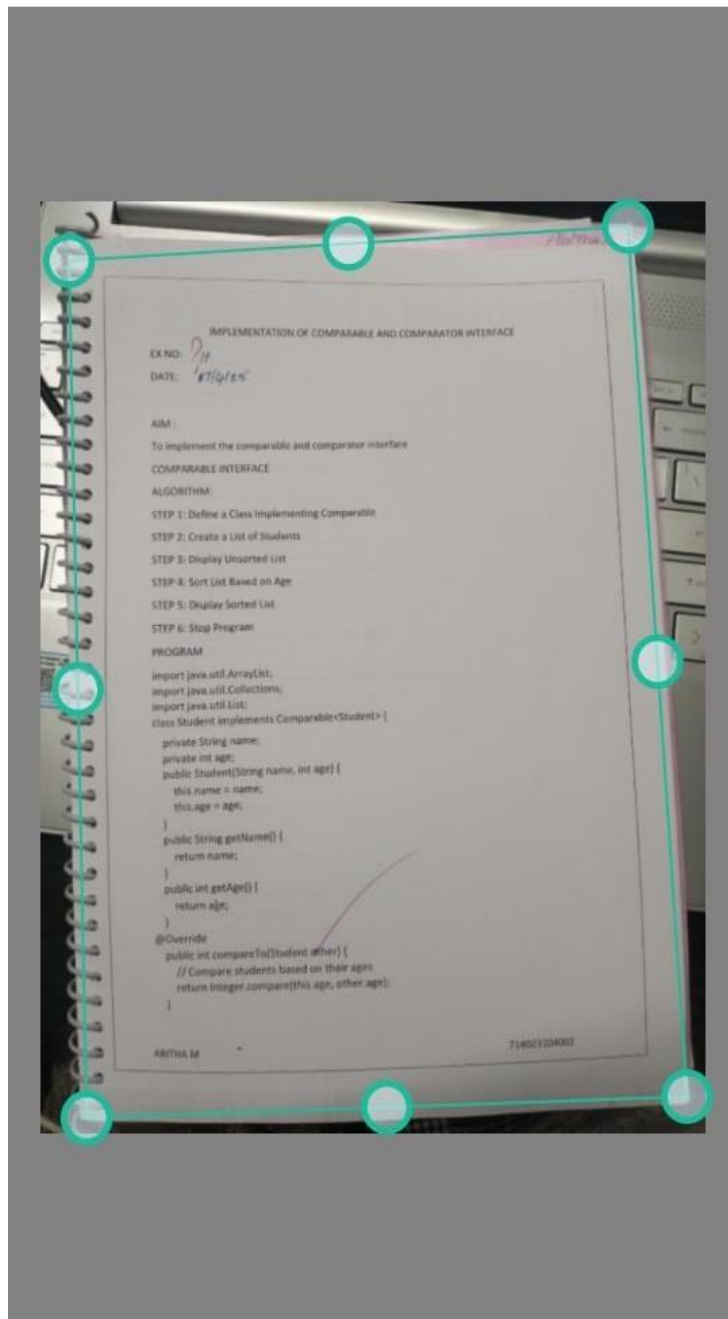 IMPLEMENTATION OF COMPARABLE AND COMPARATOR INTERFACE
EX NO:
DATE: 17/4/25
AIM :
To implement the comparable and comparator interface
COMPARABLE INTERFACE
ALGORITHM:
STEP 1: Define a Class Implementing Comparable
STEP 2: Create a List of Students
STEP 3: Display Unsorted List
STEP 4: Sort List Based on Age
STEP 5: Display Sorted List
STEP 6: Stop Program
PROGRAM
import java.util.ArrayList;
import java.util.Collections;
import java.util.List;
class Student implements Comparable<Student> {
private String name;
private int age;
public Student(String name, int age) {
this.name = name;
this.age = age;
}
public String getName() {
return name;
}
public int getAge() {
return age;
}
@Override
public int compareTo(Student other) {
// Compare students based on their ages
return Integer.compare(this.age, other.age);
}
ABITHA M
714023104002